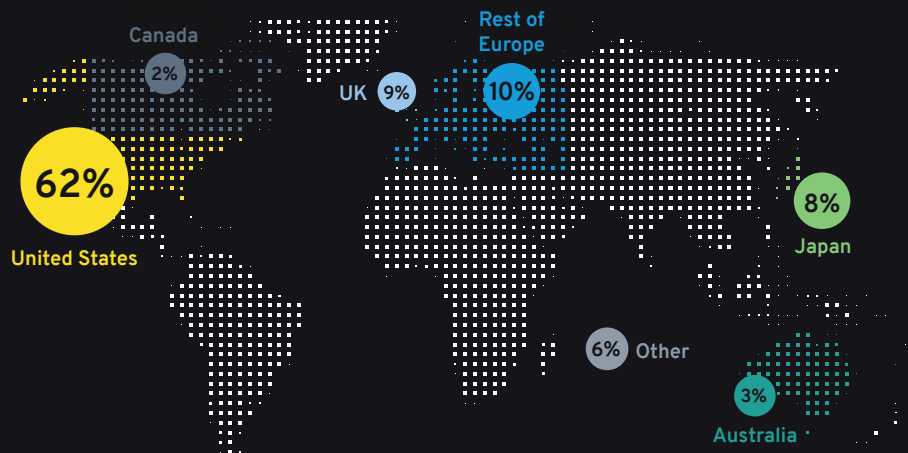 Rest of
Europe
10%
Canada
2%
UK
9%
62%
United States
8%
Japan
6%
Other
3%
Australia